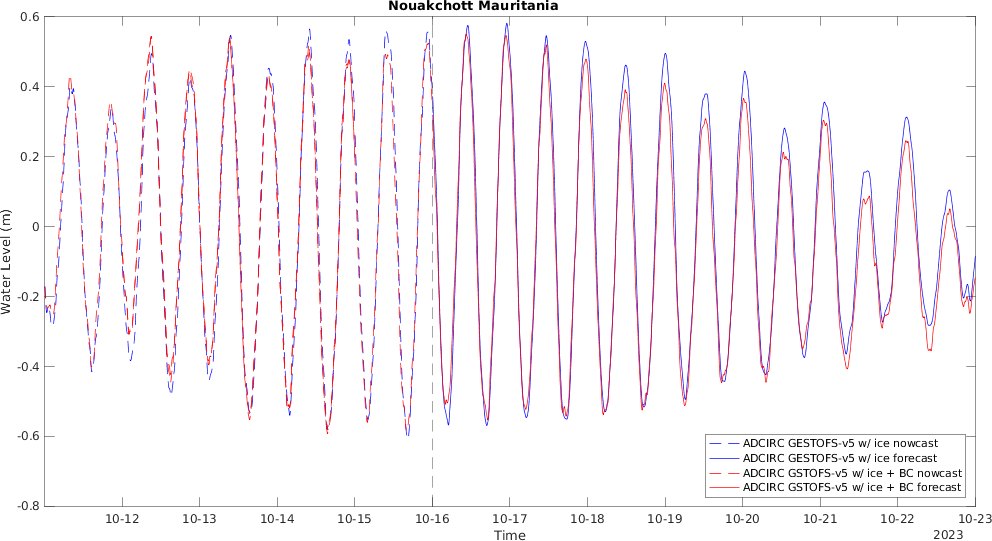 Nouakchott Mauritania
0.6
0.4
0.2
0
-0.2
-0.4
-0.6
-0.8
Water Level (m)
ADCIRC GESTOFS-v5 w/ ice nowcast
ADCIRC GESTOFS-v5 w/ ice forecast
ADCIRC GSTOFS-v5 w/ ice + BC nowcast
ADCIRC GSTOFS-v5 w/ ice + BC forecast
10-12 10-13 10-14 10-15 10-16 10-17 10-18 10-19 10-20 10-21 10-22 10-23
Time
2023